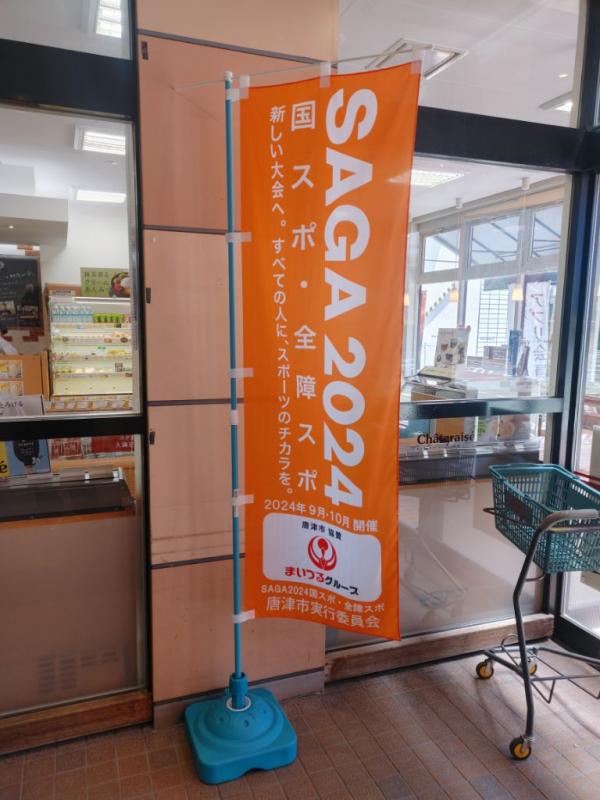 SAGA 2024
国スポ・全障スポ
新しい大会へ。すべての人に、スポーツのチカラを。
2024年9月・10月 開催
唐津市 協賛
まいづるグループ
SAGA2024国スポ・全障スポ
唐津市実行委員会
Châteraisé